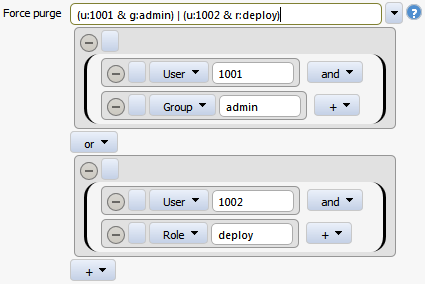 Force purge (u:1001 & g:admin) | (u:1002 & r:deploy) ?
User 1001 and
Group admin +
or
User 1002 and
Role deploy +
+